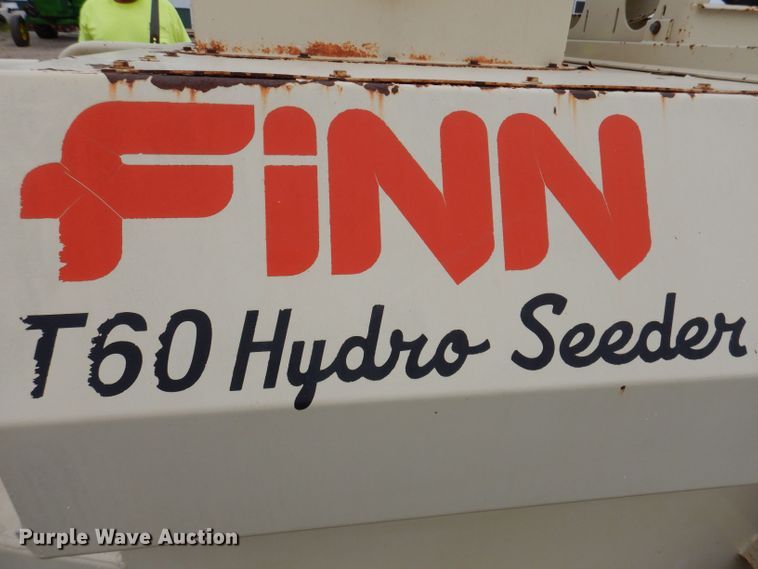 FiNN
T60 Hydro Seeder
Purple Wave Auction